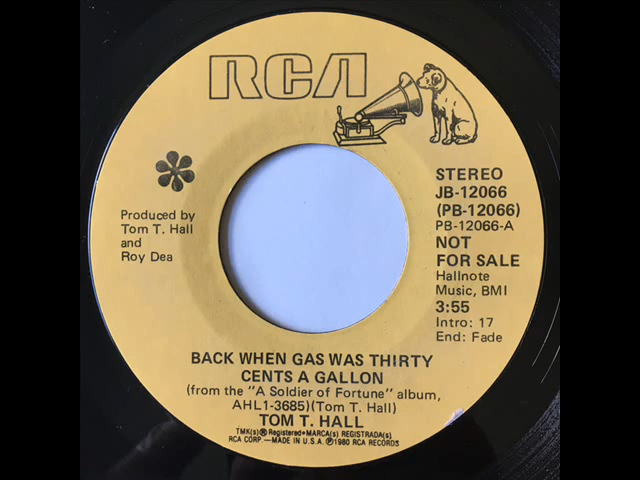 RCA
STEREO
JB-12066
(PB-12066)
PB-12066-A
NOT
FOR SALE
Hallnote
Music, BMI
3:55
Intro: 17
End: Fade
Produced by
Tom T. Hall
and
Roy Dea
BACK WHEN GAS WAS THIRTY
CENTS A GALLON
(from the "A Soldier of Fortune" album,
AHL1-3685)(Tom T. Hall)
TOM T. HALL
TMK(s) ® Registered • MARCA(s) REGISTRADA(s)
RCA CORP.—MADE IN U.S.A. ℗ 1980 RCA RECORDS